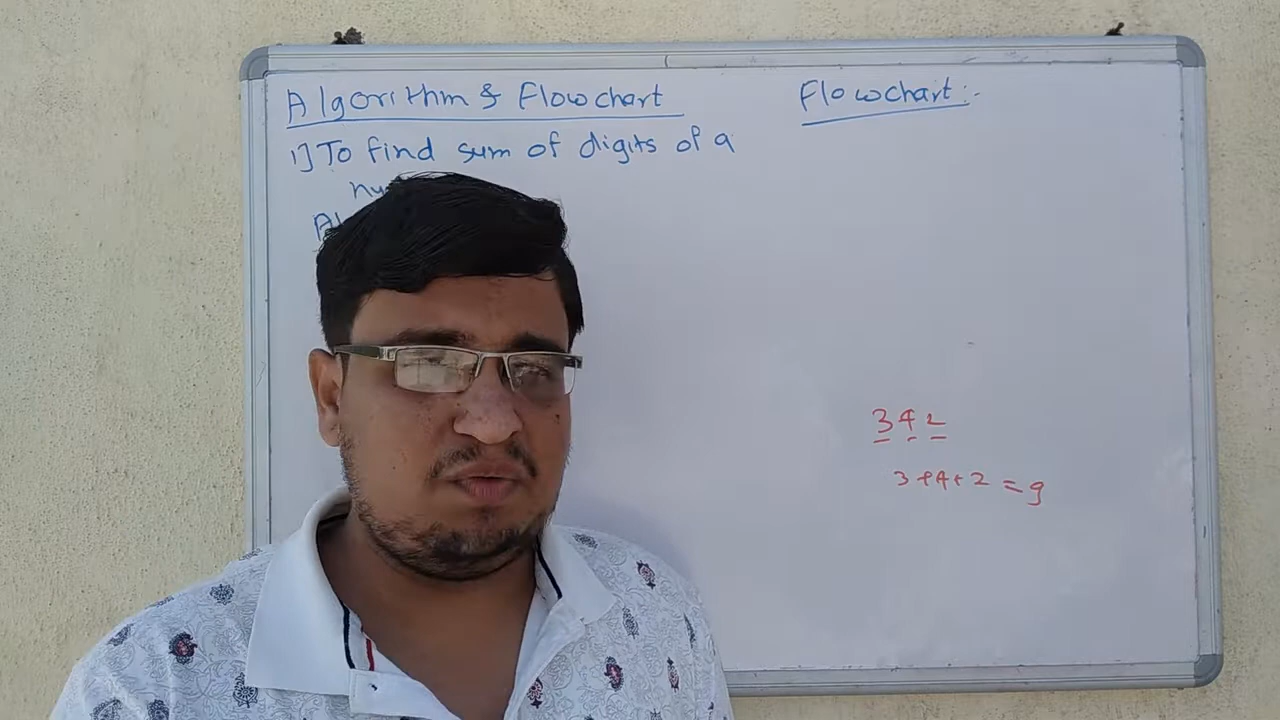 Algorithm & Flowchart
1] To find sum of digits of a
Flowchart:-
342
3+4+2 = 9